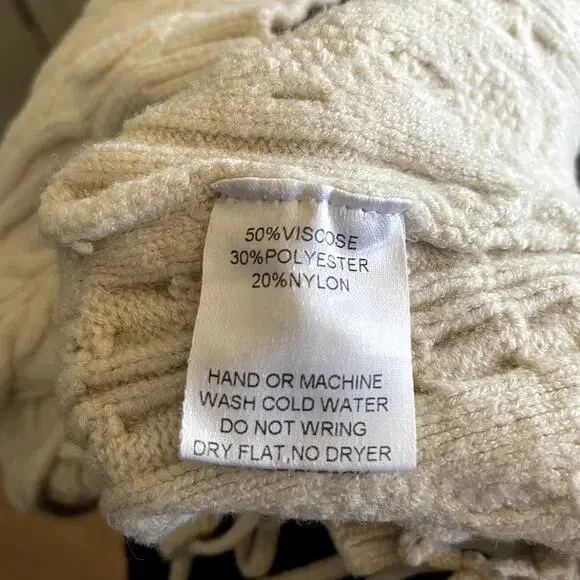 50%VISCOSE
30%POLYESTER
20%NYLON
HAND OR MACHINE
WASH COLD WATER
DO NOT WRING
DRY FLAT,NO DRYER